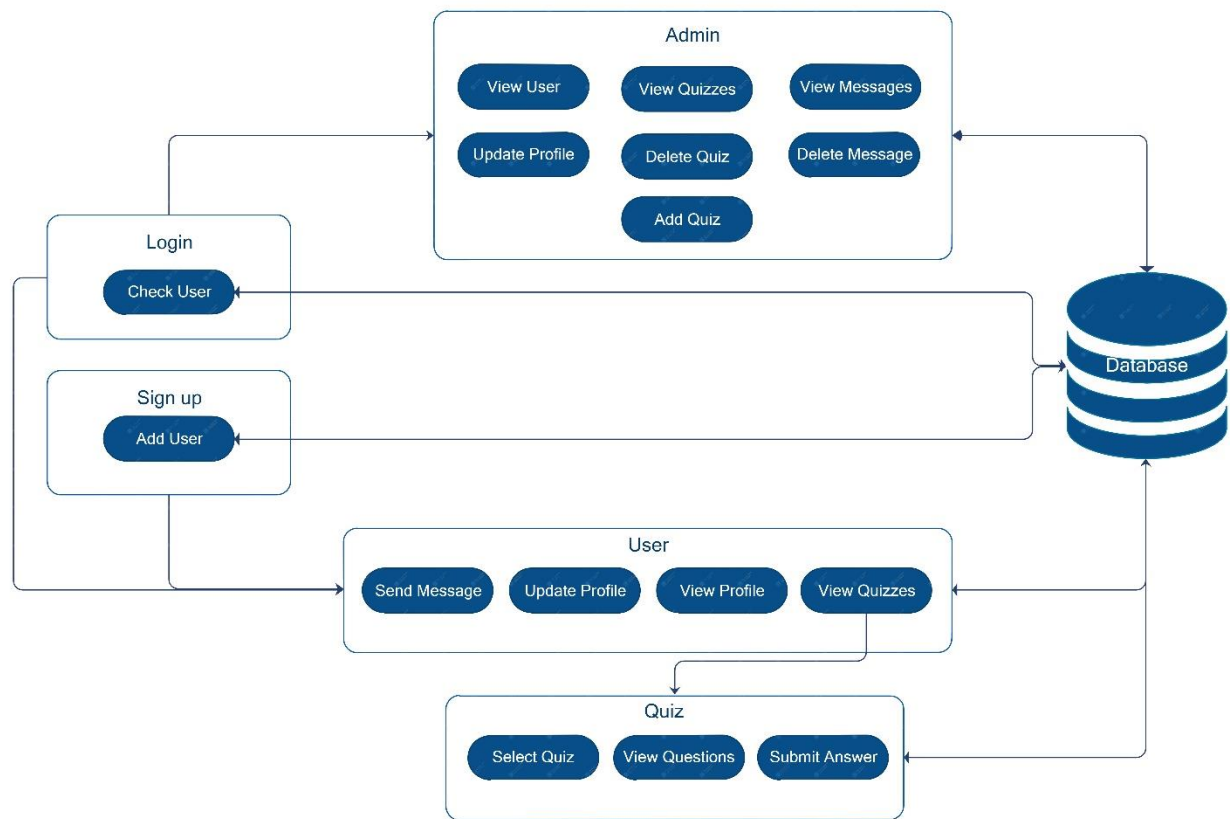 Admin
View User
View Quizzes
View Messages
Update Profile
Delete Quiz
Delete Message
Add Quiz
Login
Check User
Database
Sign up
Add User
User
Send Message
Update Profile
View Profile
View Quizzes
Quiz
Select Quiz
View Questions
Submit Answer